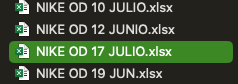 NIKE OD 10 JULIO.xlsx
NIKE OD 12 JUNIO.xlsx
NIKE OD 17 JULIO.xlsx
NIKE OD 19 JUN.xlsx